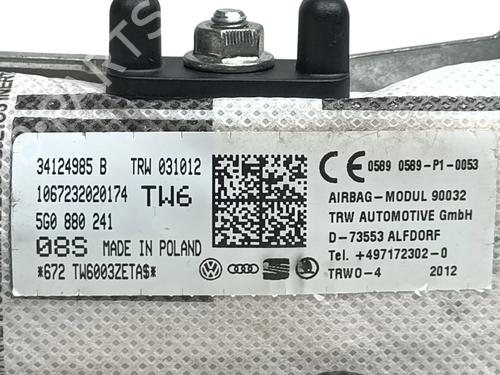 34124985 B TRW 031012
1067232020174 TW6
5G0 880 241
08S MADE IN POLAND
*672 TW6003ZETA$*
CE 0589 0589-P1-0053
AIRBAG-MODUL 90032
TRW AUTOMOTIVE GmbH
D-73553 ALFDORF
Tel. +497172302-0
TRWO-4 2012